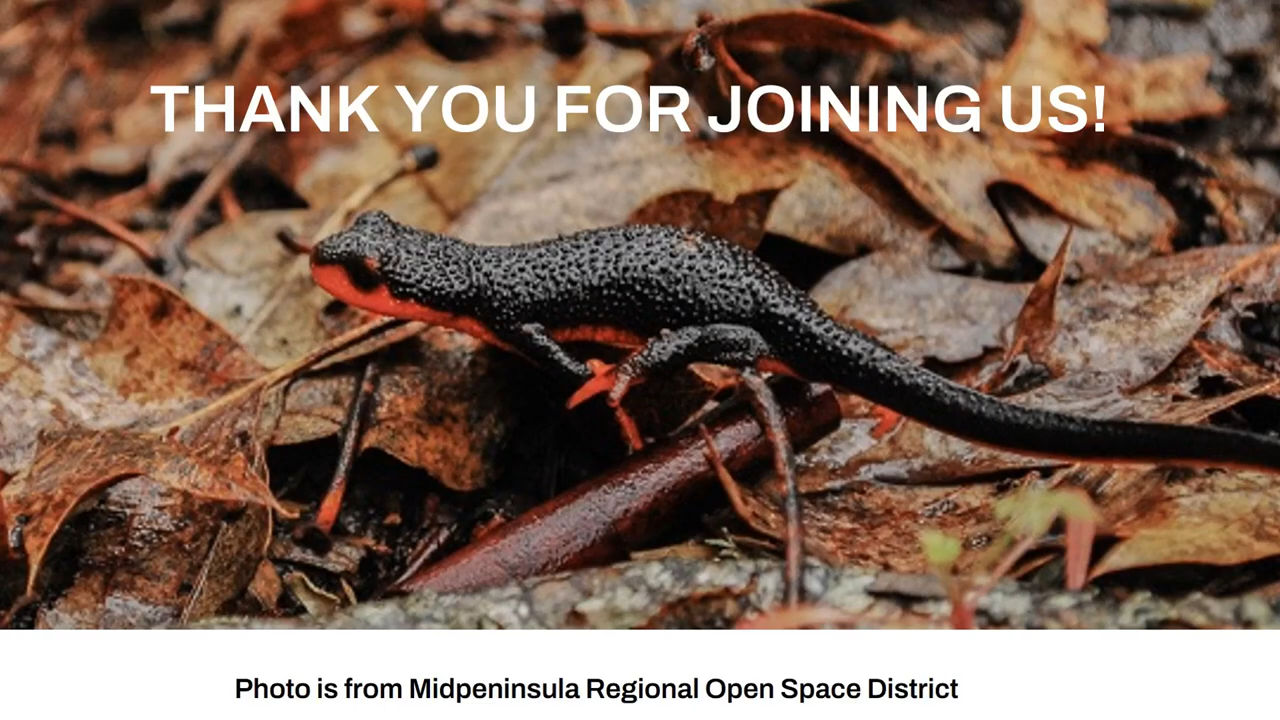 THANK YOU FOR JOINING US!
Photo is from Midpeninsula Regional Open Space District